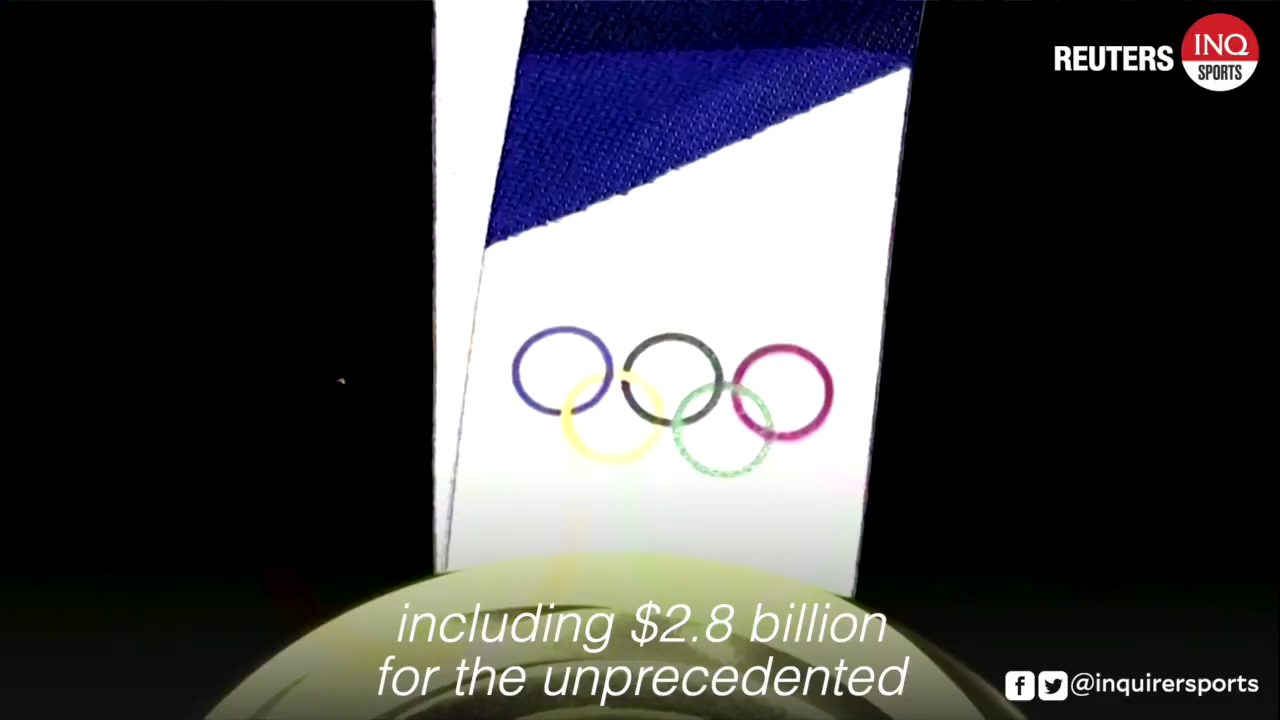 REUTERS
INQ
SPORTS
including $2.8 billion
for the unprecedented
@inquirersports